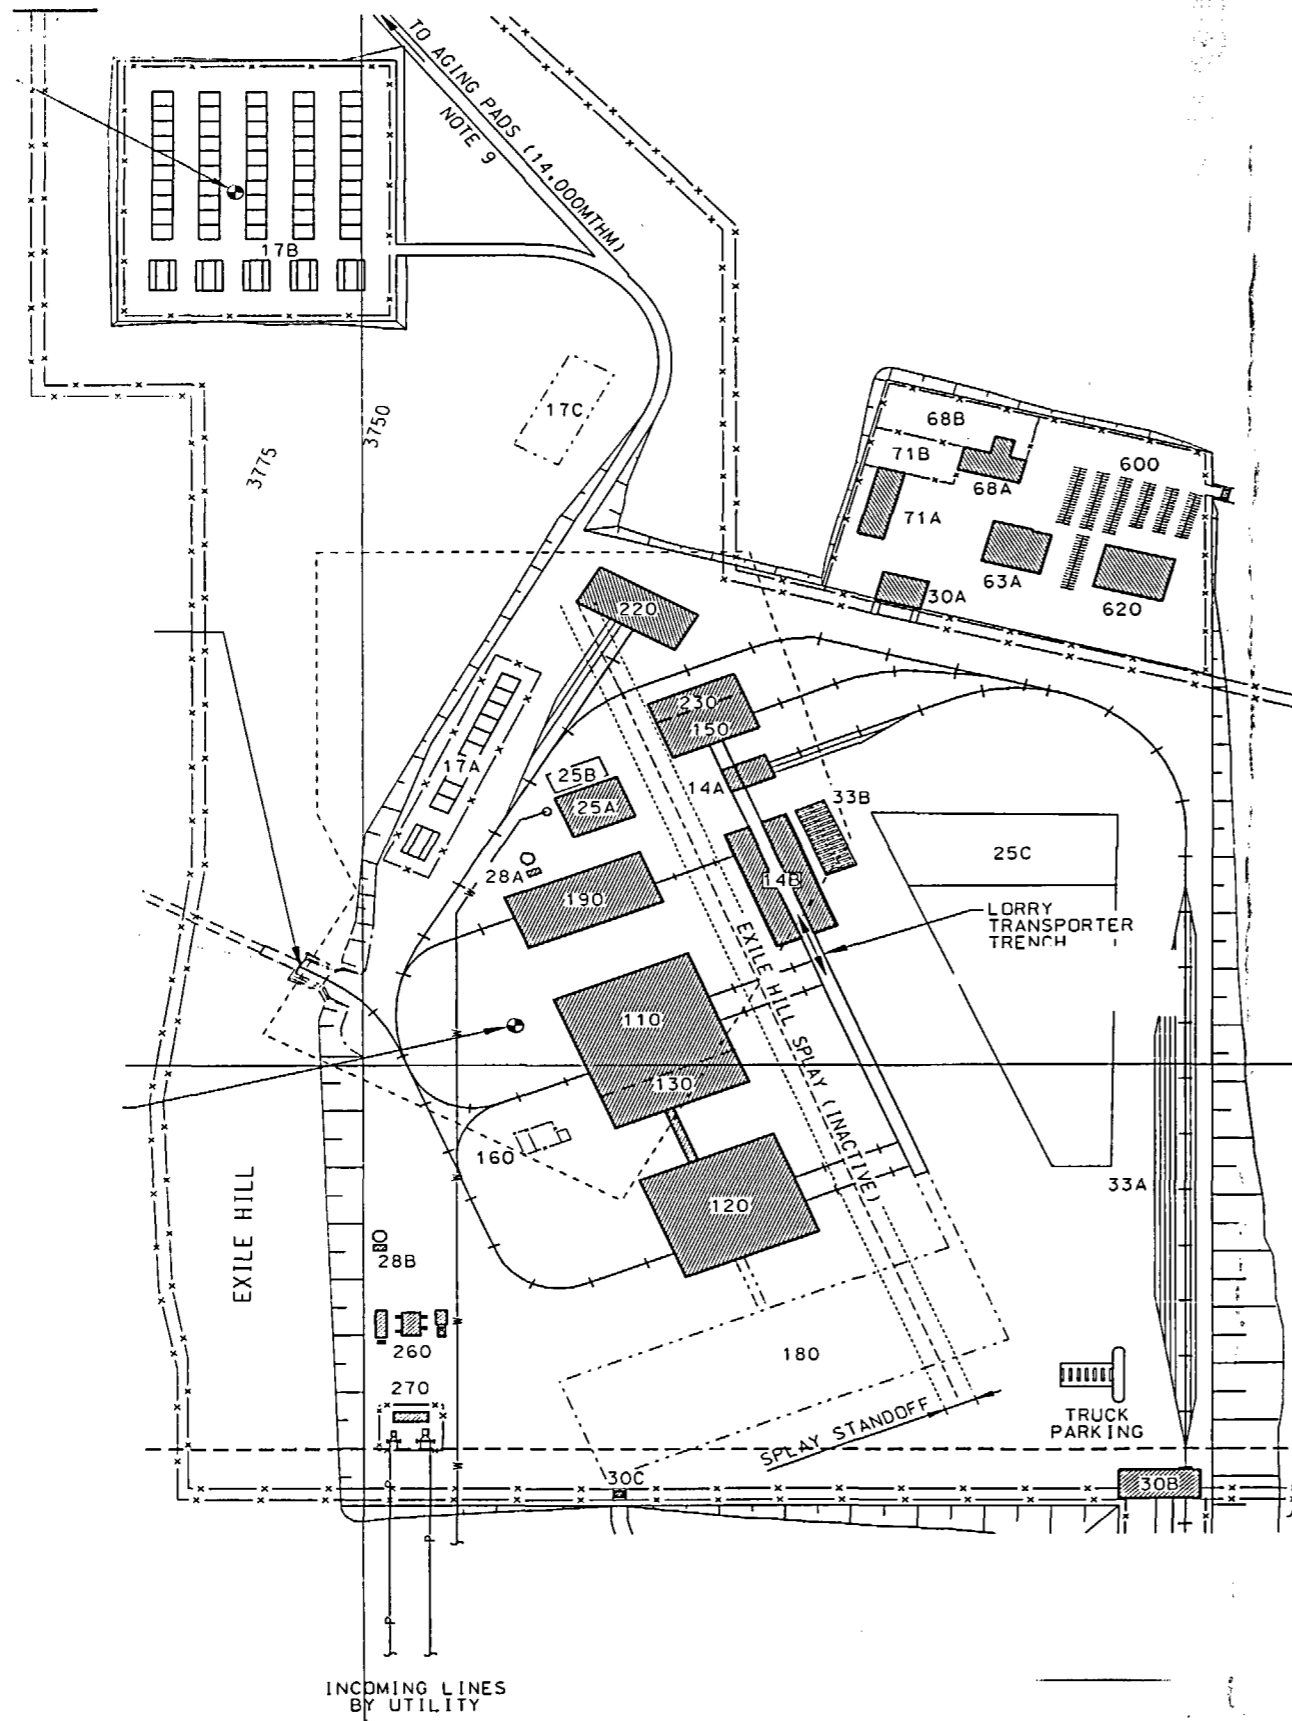 TO AGING PADS (14,000MTHM)
NOTE 9
17B
17C
3750
3775
68B
71B
600
68A
71A
63A
30A
620
220
230
150
17A
25B
25A
14A
33B
25C
28A
190
14B
LORRY
TRANSPORTER
TRENCH
EXILE HILL SPLAY (INACTIVE)
110
130
160
120
33A
EXILE HILL
28B
260
270
180
TRUCK
PARKING
SPLAY STANDOFF
30C
30B
W
W
W
W
W
P
P
P
INCOMING LINES
BY UTILITY